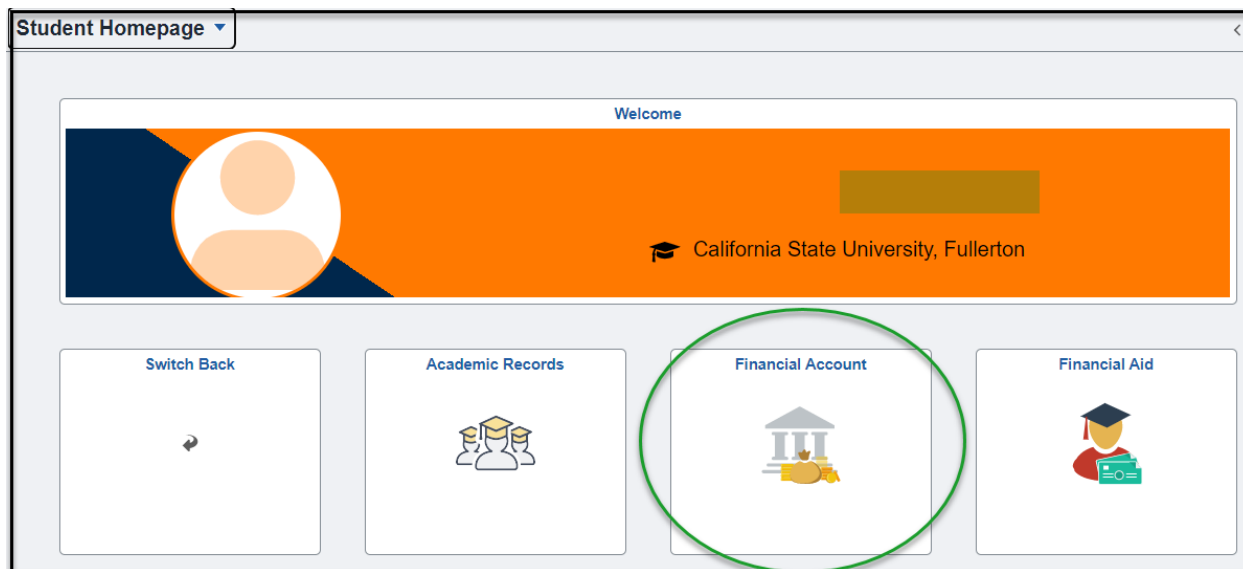 Student Homepage
Welcome
California State University, Fullerton
Switch Back
Academic Records
Financial Account
Financial Aid